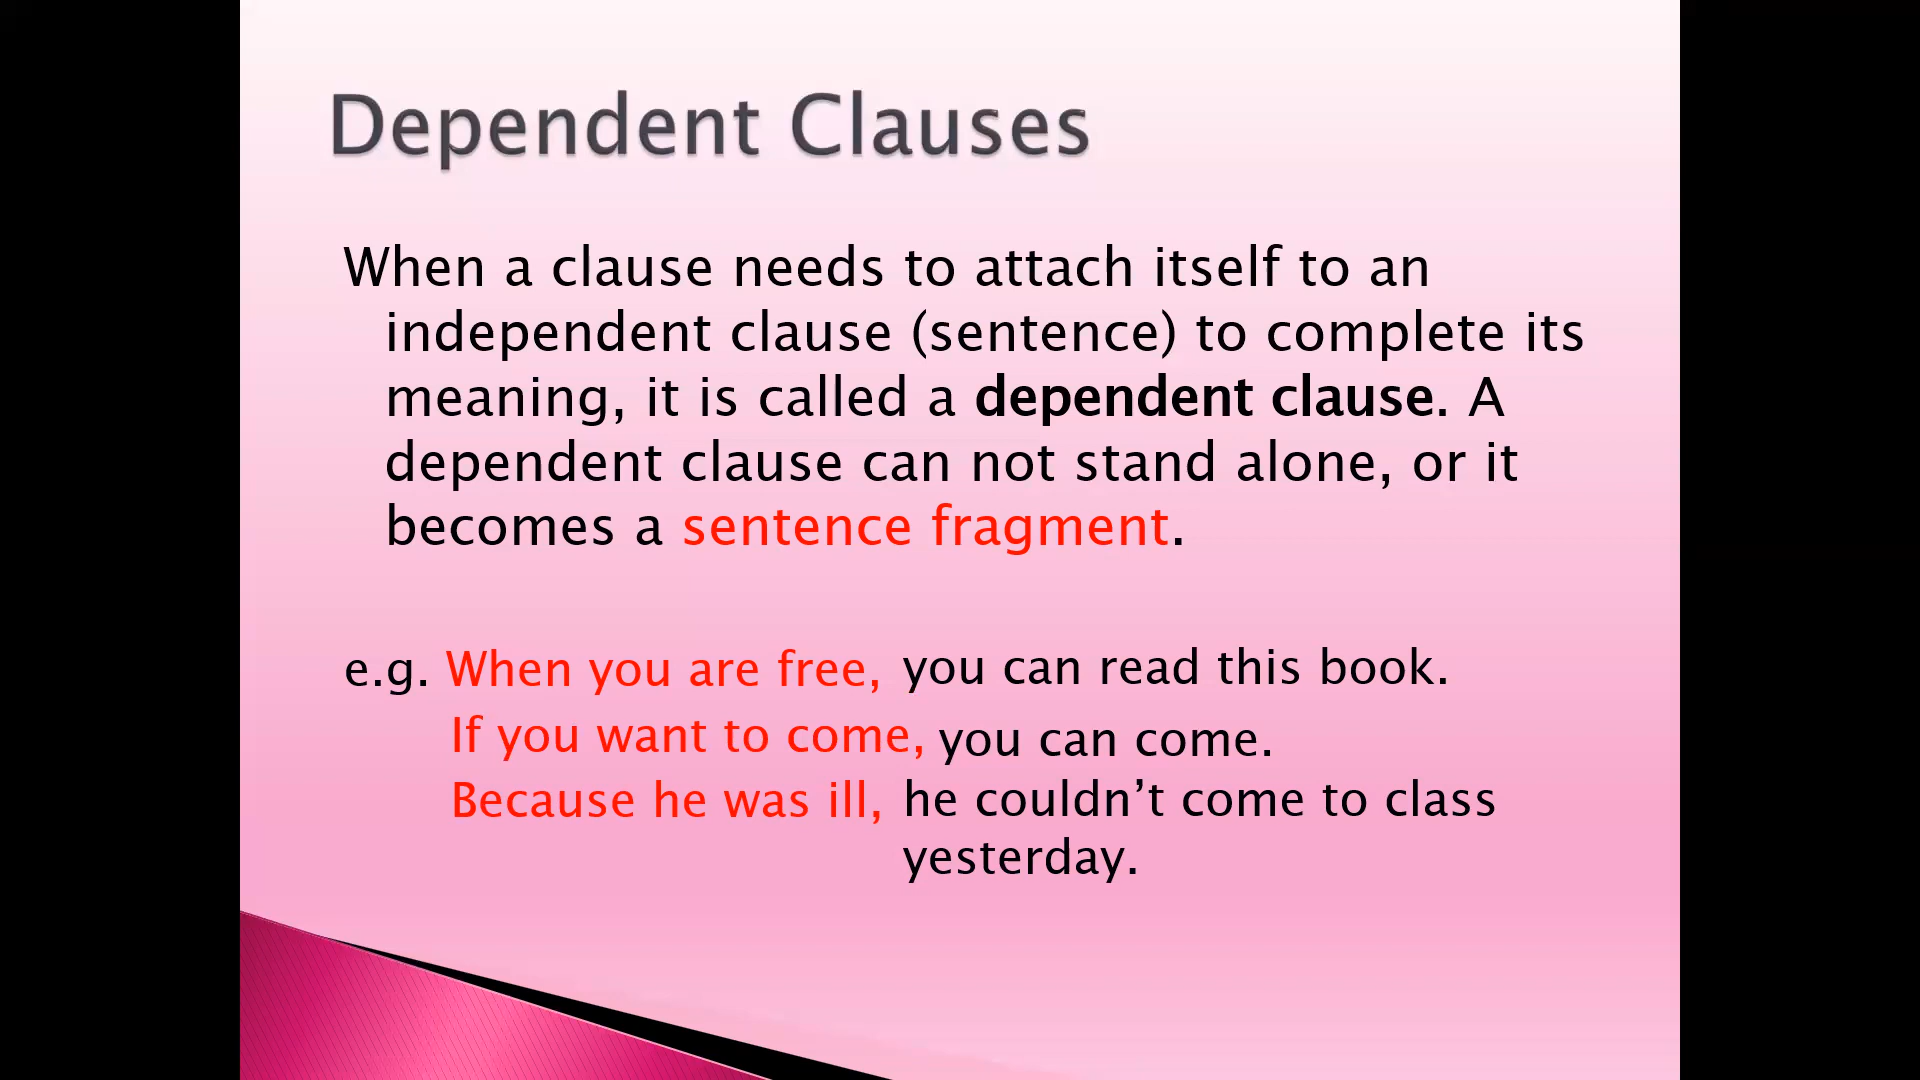 Dependent Clauses
When a clause needs to attach itself to an
independent clause (sentence) to complete its
meaning, it is called a dependent clause. A
dependent clause can not stand alone, or it
becomes a sentence fragment.
e.g. When you are free, you can read this book.
If you want to come, you can come.
Because he was ill, he couldn’t come to class
yesterday.